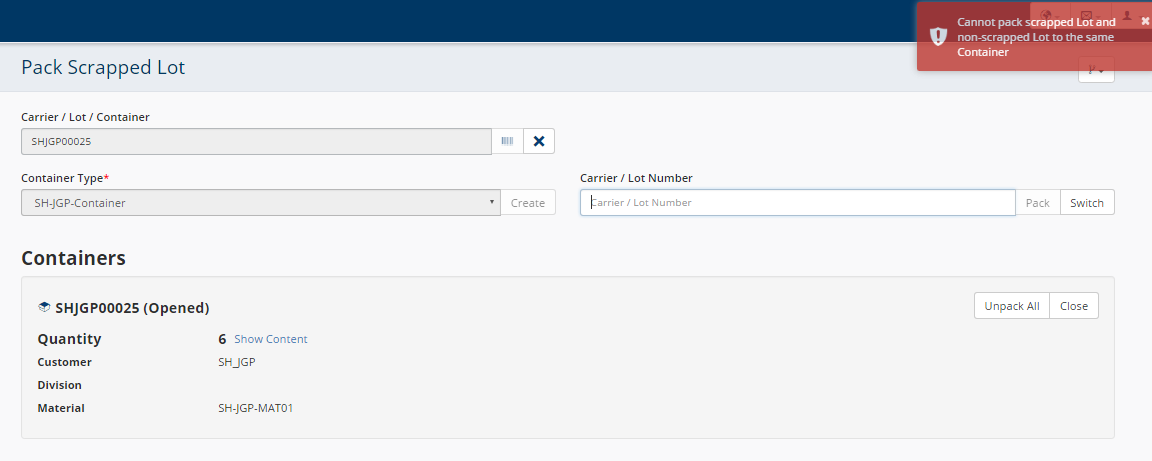 Cannot pack scrapped Lot and
non-scrapped Lot to the same
Container
Pack Scrapped Lot
Carrier / Lot / Container
SHJGP00025
Container Type*
Carrier / Lot Number
SH-JGP-Container
Create
Carrier / Lot Number
Pack
Switch
Containers
SHJGP00025 (Opened)
Unpack All
Close
Quantity
6 Show Content
Customer
SH_JGP
Division
Material
SH-JGP-MAT01